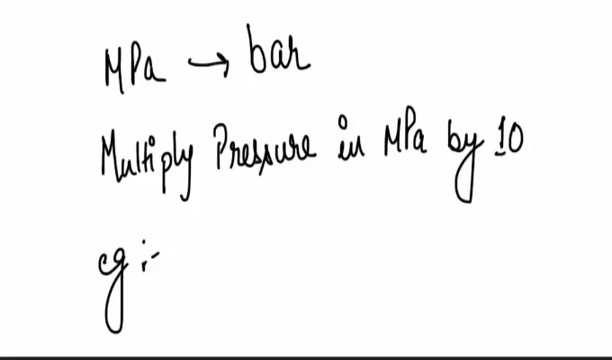 MPa → bar
Multiply Pressure in MPa by 10
eg :-